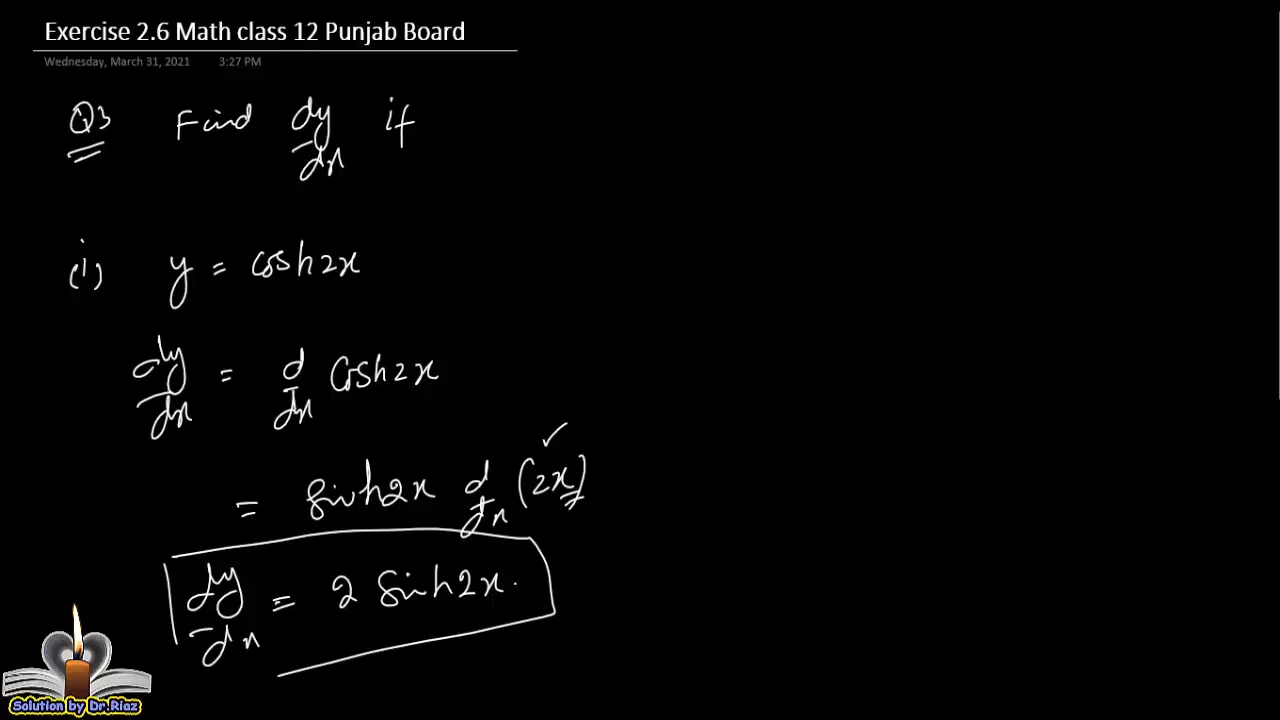 Exercise 2.6 Math class 12 Punjab Board
Wednesday, March 31, 2021 3:27 PM
Q3 Find dy/dx if
(i) y = cosh2x
dy/dx = d/dx cosh2x
= sinh2x d/dx (2x) ✓
dy/dx = 2 sinh2x.
Solution by Dr.Riaz